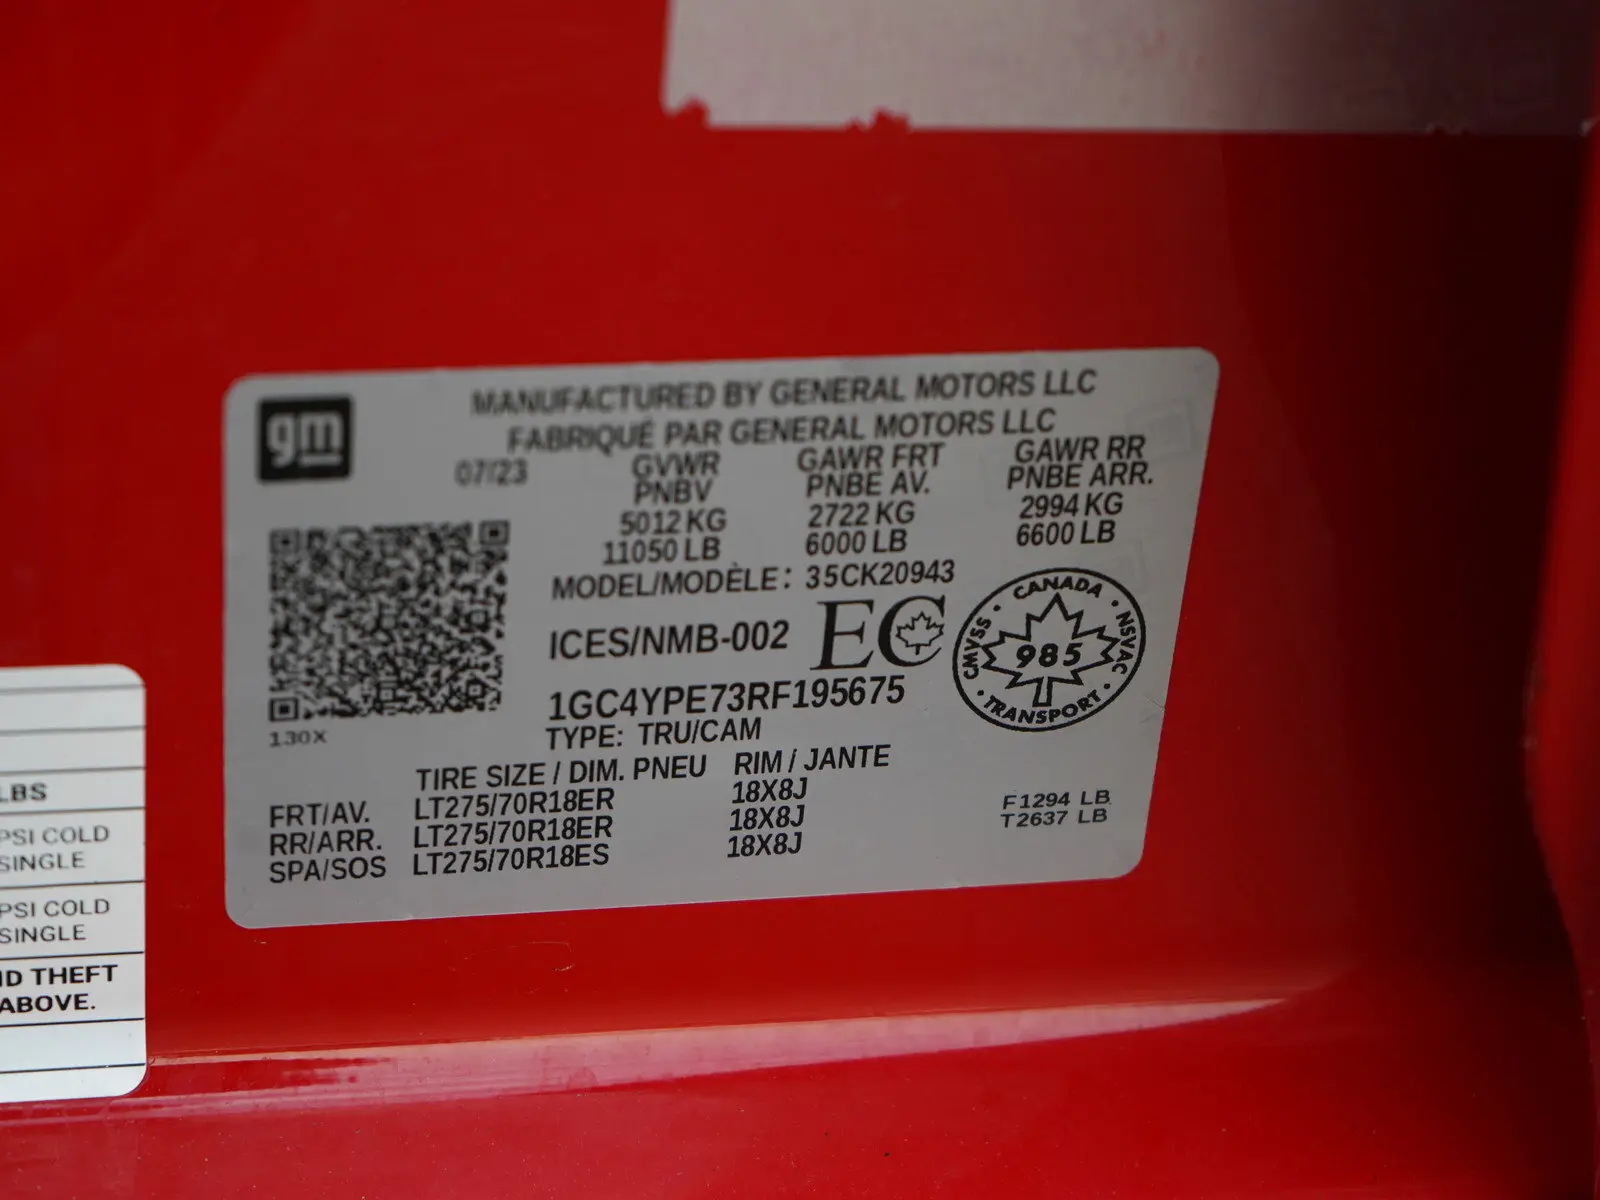 gm
MANUFACTURED BY GENERAL MOTORS LLC
FABRIQUÉ PAR GENERAL MOTORS LLC
07/23
GVWR GAWR FRT GAWR RR
PNBV PNBE AV. PNBE ARR.
5012 KG 2722 KG 2994 KG
11050 LB 6000 LB 6600 LB
MODEL/MODÈLE: 35CK20943
ICES/NMB-002 EC
CANADA
CMVSS 985 NSVAC
TRANSPORT
1GC4YPE73RF195675
130X
TYPE: TRU/CAM
TIRE SIZE / DIM. PNEU RIM / JANTE
FRT/AV. LT275/70R18ER 18X8J
RR/ARR. LT275/70R18ER 18X8J
SPA/SOS LT275/70R18ES 18X8J
F1294 LB
T2637 LB
LBS
PSI COLD
SINGLE
PSI COLD
SINGLE
ID THEFT
ABOVE.